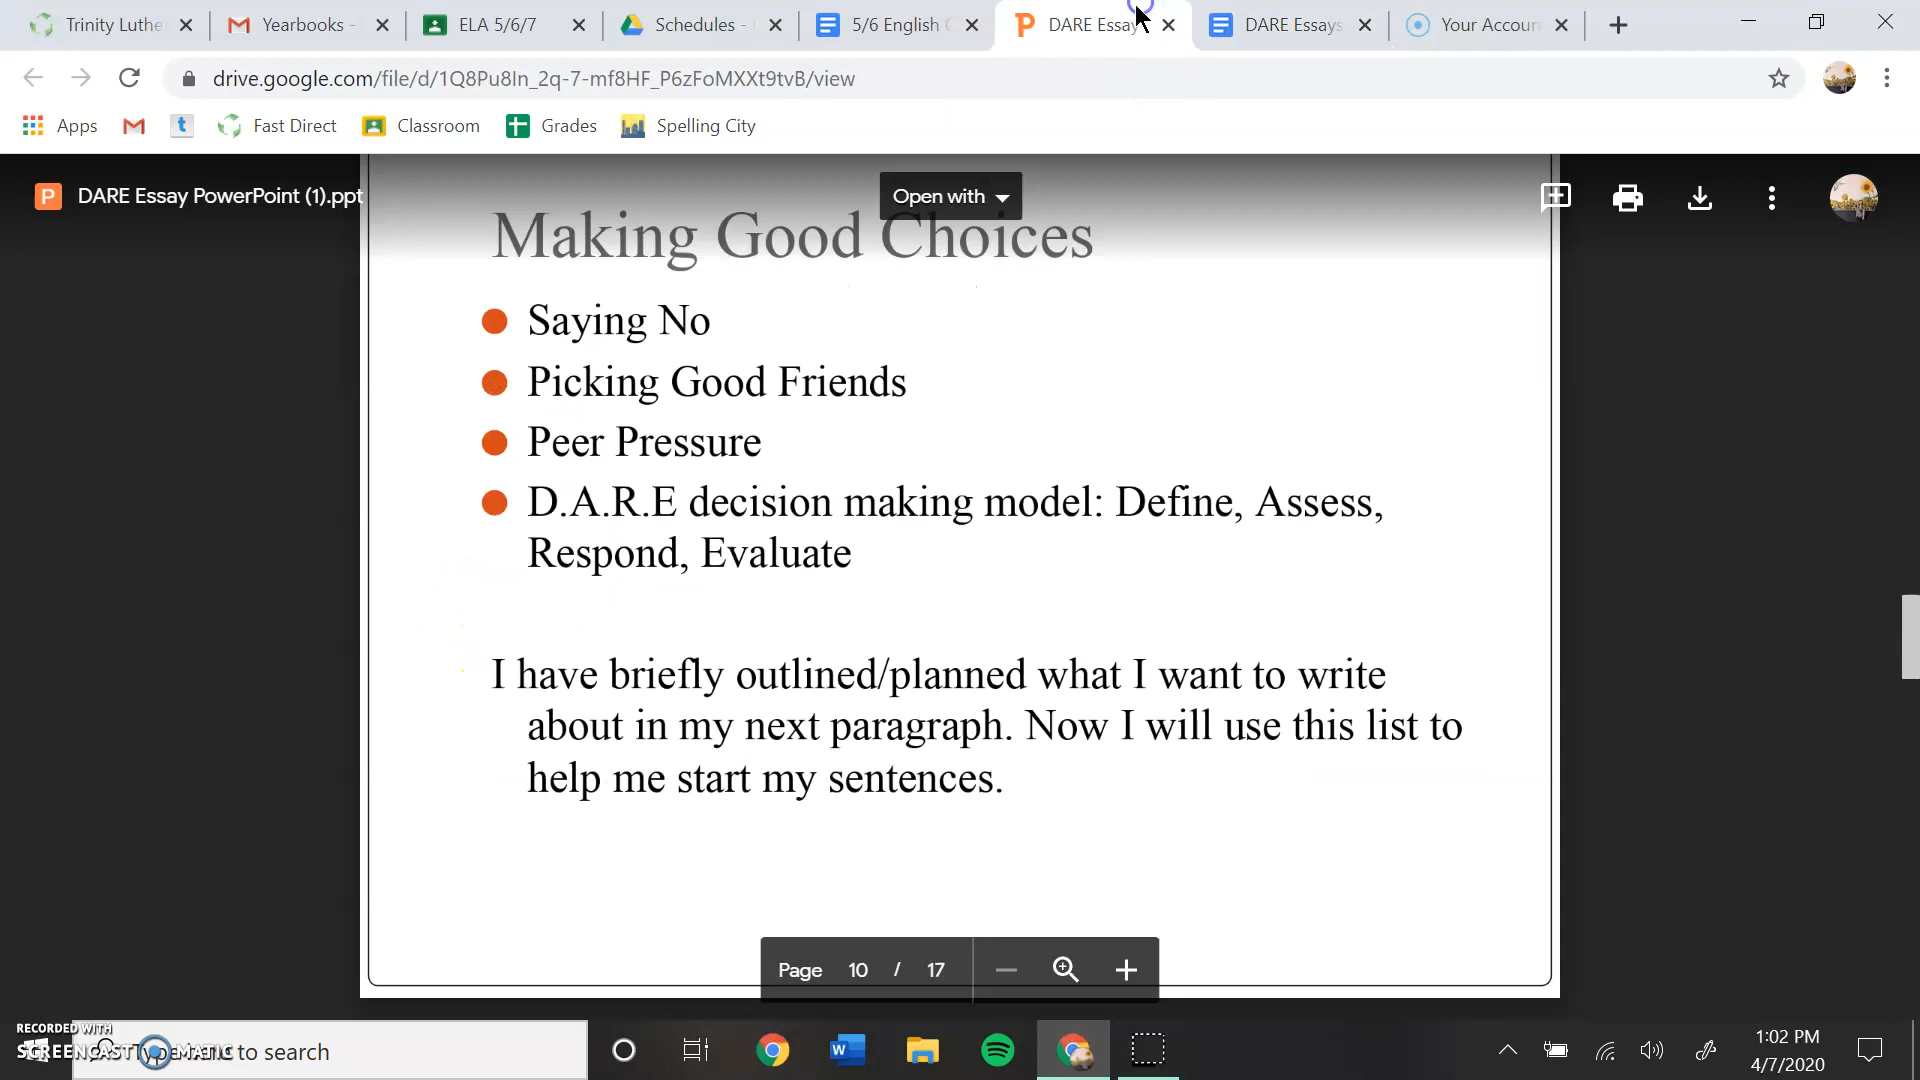 Trinity Luthe
Yearbooks -
ELA 5/6/7
Schedules -
5/6 English
DARE Essay
DARE Essays
Your Accoun
drive.google.com/file/d/1Q8Pu8In_2q-7-mf8HF_P6zFoMXXt9tvB/view
Apps
Fast Direct
Classroom
Grades
Spelling City
P DARE Essay PowerPoint (1).ppt
Open with
Making Good Choices
Saying No
Picking Good Friends
Peer Pressure
D.A.R.E decision making model: Define, Assess,
Respond, Evaluate
I have briefly outlined/planned what I want to write
about in my next paragraph. Now I will use this list to
help me start my sentences.
Page 10 / 17
RECORDED WITH
SCREENCAST MATIC
to search
1:02 PM
4/7/2020